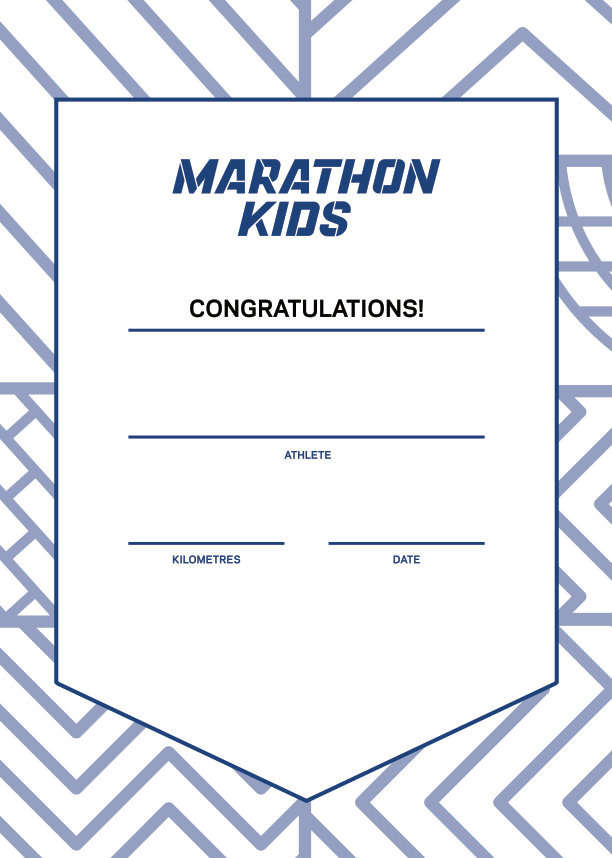 MARATHON
KIDS
CONGRATULATIONS!
ATHLETE
KILOMETRES DATE